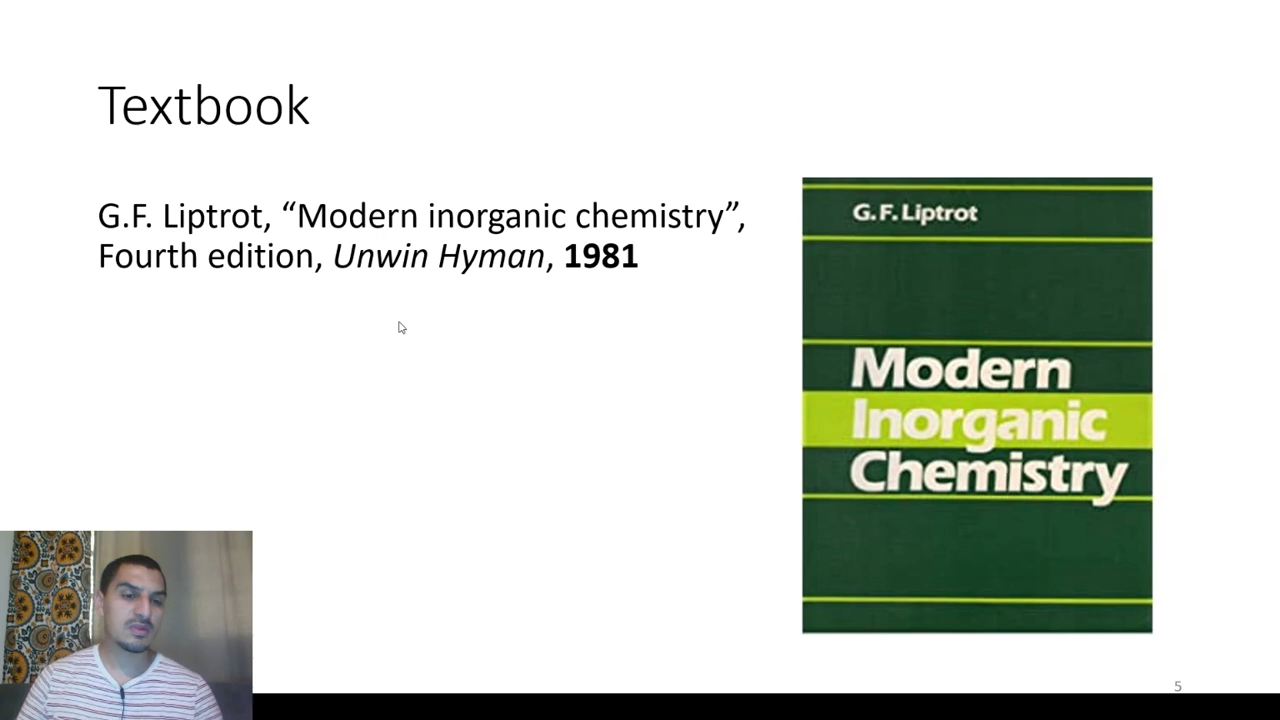 Textbook
G.F. Liptrot, “Modern inorganic chemistry”,
Fourth edition, Unwin Hyman, 1981
G.F. Liptrot
Modern
Inorganic
Chemistry
5